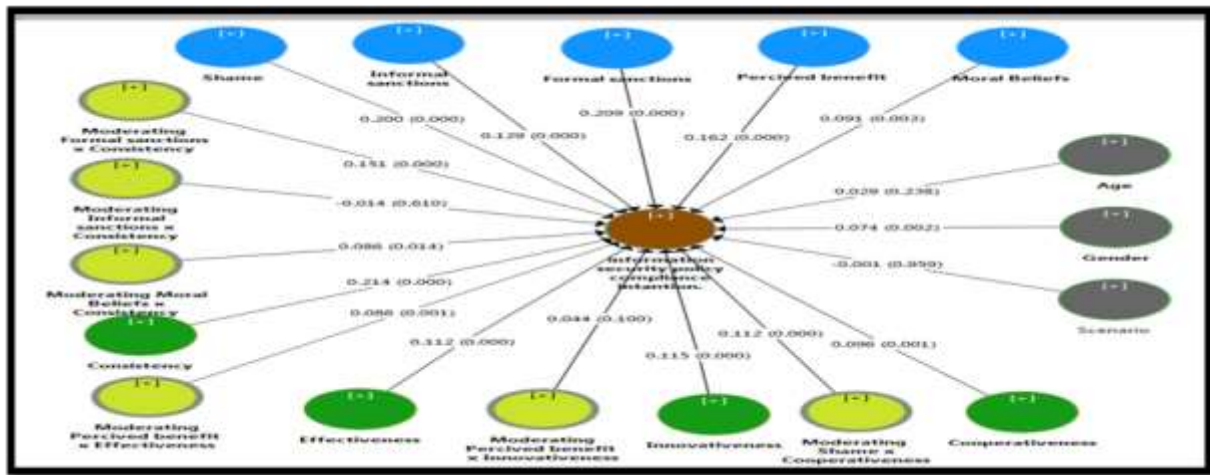 [+]
[+]
[+]
[+]
[+]
Shame
Informal
sanctions
Formal sanctions
Percived benefit
Moral Beliefs
[+]
Moderating
Formal sanctions
x Consistency
0.200 (0.000)
0.128 (0.000)
0.209 (0.000)
0.162 (0.000)
0.091 (0.003)
[+]
Age
0.151 (0.000)
0.029 (0.238)
[+]
Moderating
Informal
sanctions x
Consistency
-0.014 (0.610)
[+]
0.074 (0.002)
[+]
Gender
[+]
Moderating Moral
Beliefs x
Consistency
0.086 (0.014)
Information
security policy
compliance
intention.
-0.001 (0.959)
[+]
Scenario
0.214 (0.000)
[+]
Consistency
0.086 (0.001)
0.112 (0.000)
0.044 (0.100)
0.115 (0.000)
0.112 (0.000)
0.096 (0.001)
[+]
Moderating
Percived benefit
x Effectiveness
[+]
Effectiveness
[+]
Moderating
Percived benefit
x Innovativeness
[+]
Innovativeness
[+]
Moderating
Shame x
Cooperativeness
[+]
Cooperativeness